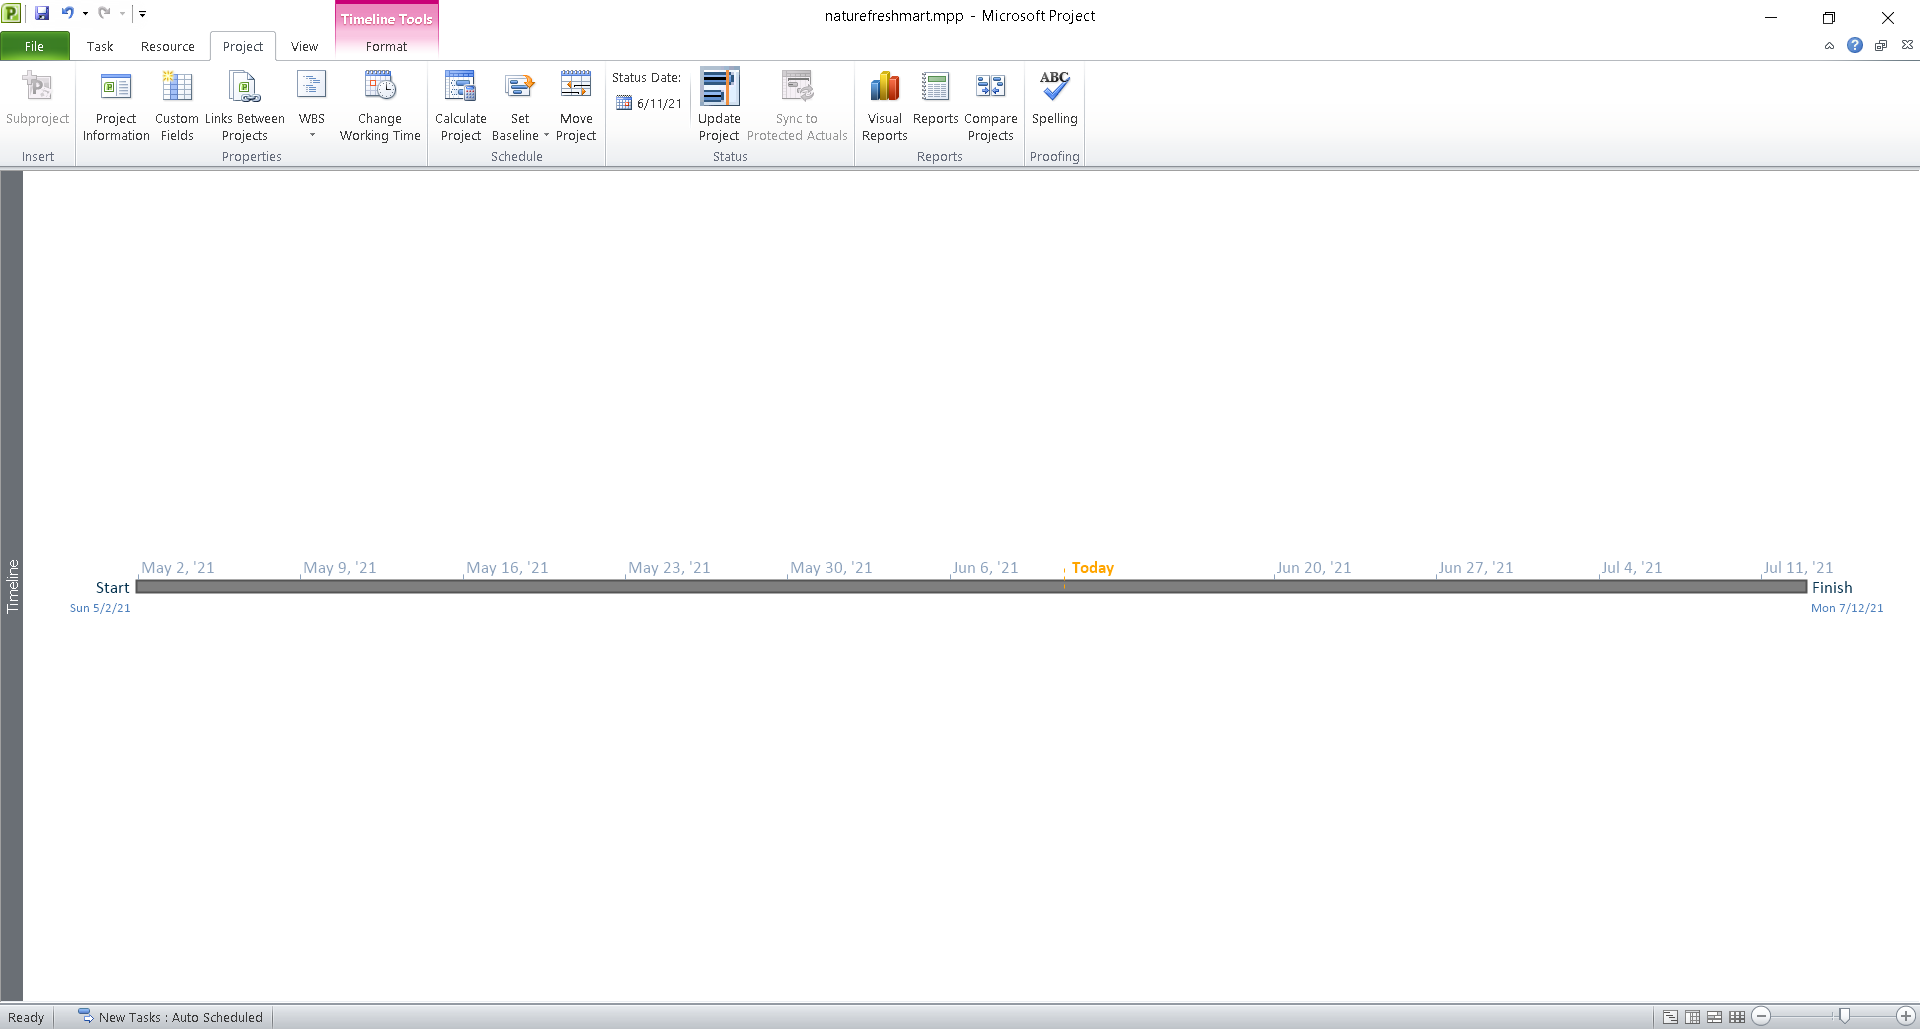 naturefreshmart.mpp - Microsoft Project
Timeline Tools
File Task Resource Project View Format
Subproject
Insert
Project Information
Custom Fields
Links Between Projects
WBS
Change Working Time
Properties
Calculate Project
Set Baseline
Move Project
Schedule
Status Date:
6/11/21
Update Project
Sync to Protected Actuals
Status
Visual Reports
Reports
Compare Projects
Reports
ABC
Spelling
Proofing
Timeline
May 2, '21 May 9, '21 May 16, '21 May 23, '21 May 30, '21 Jun 6, '21 Today Jun 20, '21 Jun 27, '21 Jul 4, '21 Jul 11, '21
Start Finish
Sun 5/2/21 Mon 7/12/21
Ready New Tasks : Auto Scheduled